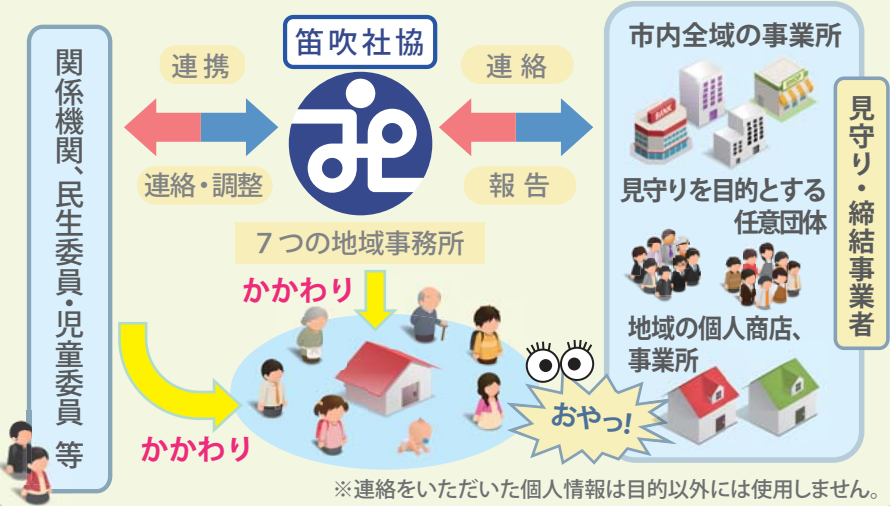 笛吹社協
連携
連絡・調整
連絡
報告
7つの地域事務所
関係機関、民生委員・児童委員 等
市内全域の事業所
BANK
SHOP
見守りを目的とする
任意団体
地域の個人商店、
事業所
見守り・締結事業者
かかわり
かかわり
おやっ!
※連絡をいただいた個人情報は目的以外には使用しません。